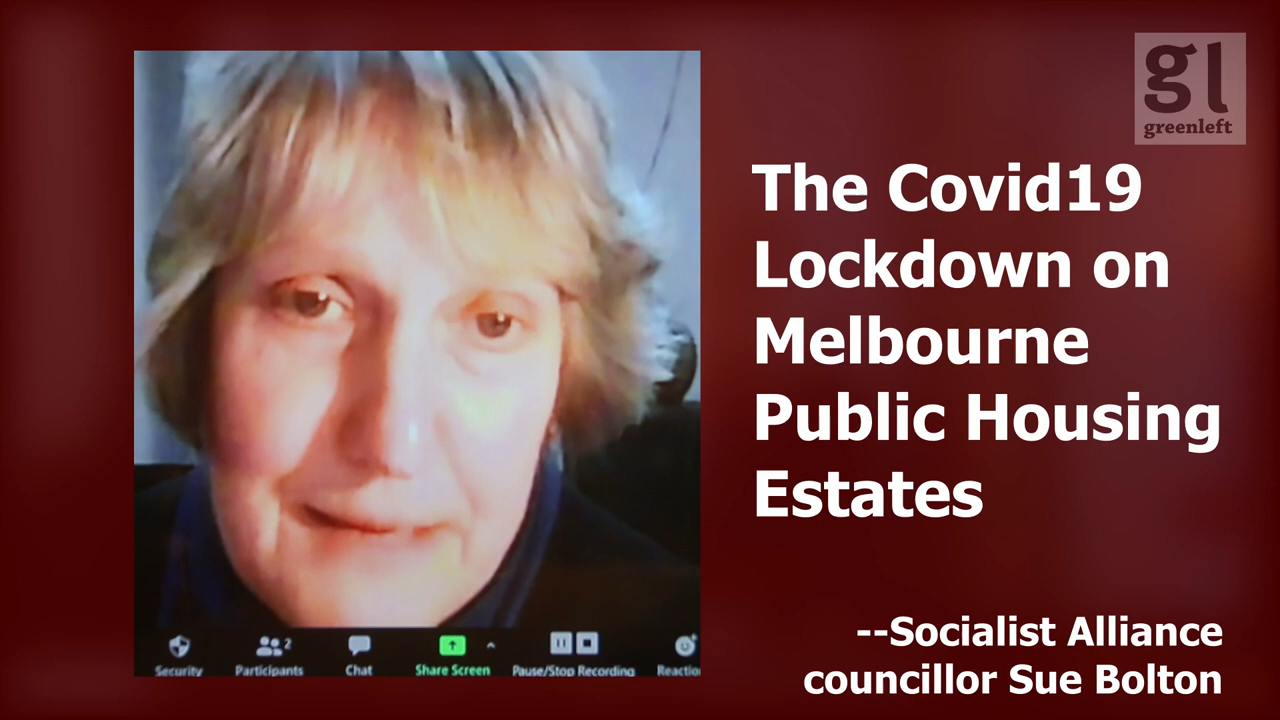 gl
greenleft
The Covid19
Lockdown on
Melbourne
Public Housing
Estates
--Socialist Alliance
councillor Sue Bolton
2
Security Participants Chat Share Screen Pause/Stop Recording Reactio